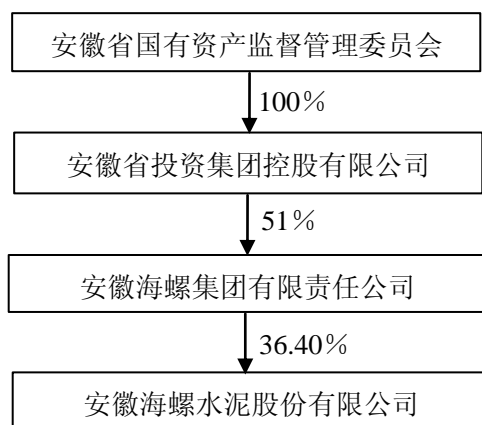 安徽省国有资产监督管理委员会
100％
安徽省投资集团控股有限公司
51％
安徽海螺集团有限责任公司
36.40％
安徽海螺水泥股份有限公司